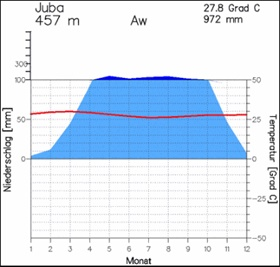 Juba
27.8 Grad C
457 m
Aw
972 mm
300
100
50
50
25
0
0
-25
-50
Niederschlag [mm]
Temperatur [Grad C]
1 2 3 4 5 6 7 8 9 10 11 12
Monat